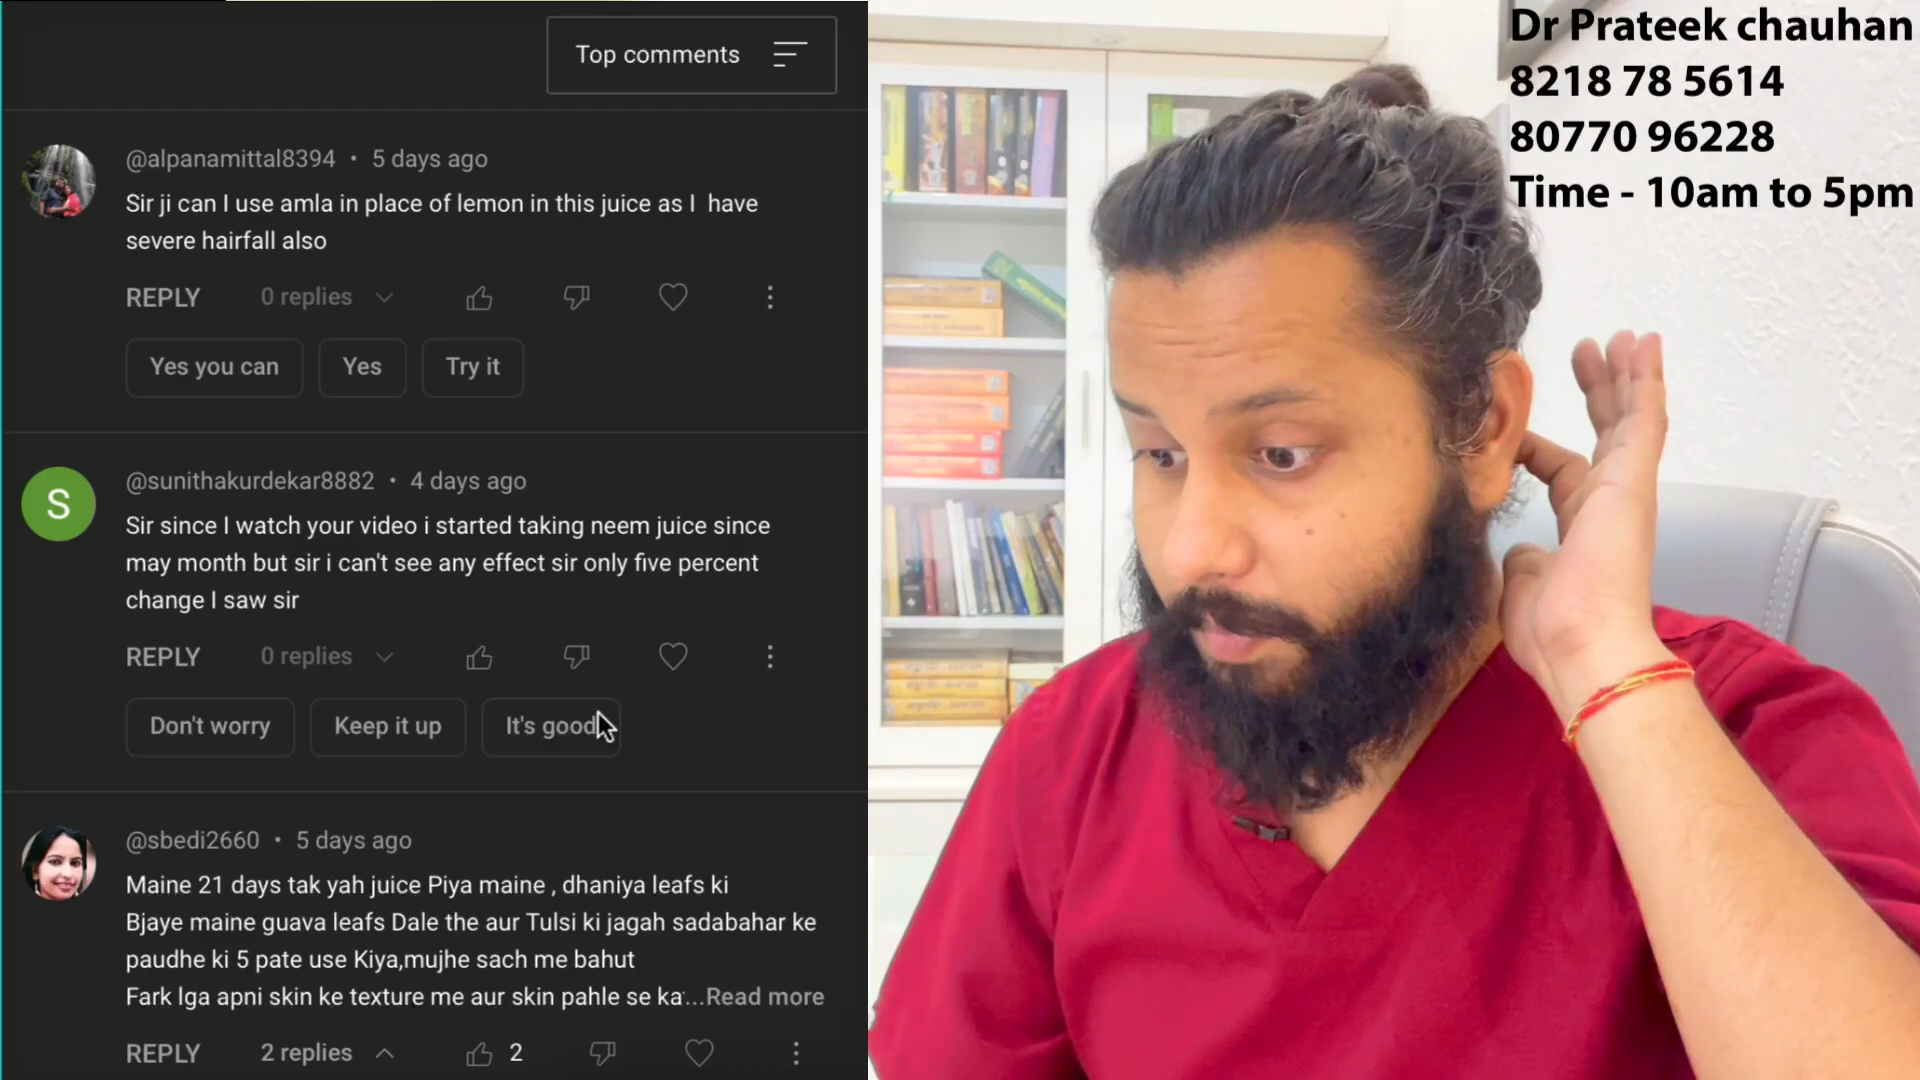 Top comments
@alpanamittal8394 • 5 days ago
Sir ji can I use amla in place of lemon in this juice as I have
severe hairfall also
REPLY 0 replies
Yes you can Yes Try it
S
@sunithakurdekar8882 • 4 days ago
Sir since I watch your video i started taking neem juice since
may month but sir i can't see any effect sir only five percent
change I saw sir
REPLY 0 replies
Don't worry Keep it up It's good
@sbedi2660 • 5 days ago
Maine 21 days tak yah juice Piya maine , dhaniya leafs ki
Bjaye maine guava leafs Dale the aur Tulsi ki jagah sadabahar ke
paudhe ki 5 pate use Kiya,mujhe sach me bahut
Fark lga apni skin ke texture me aur skin pahle se ka...Read more
REPLY 2 replies 2
Dr Prateek chauhan
8218 78 5614
80770 96228
Time - 10am to 5pm